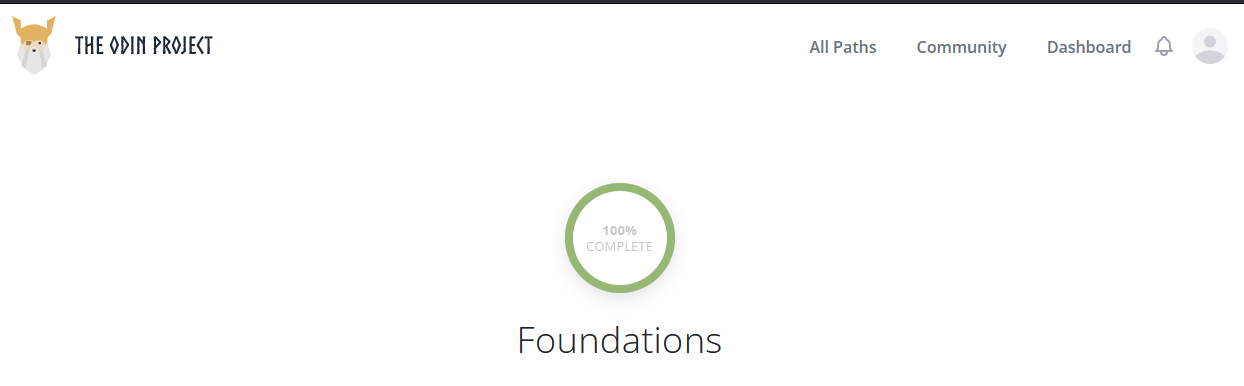 THE ODIN PROJECT
All Paths Community Dashboard
100%
COMPLETE
Foundations